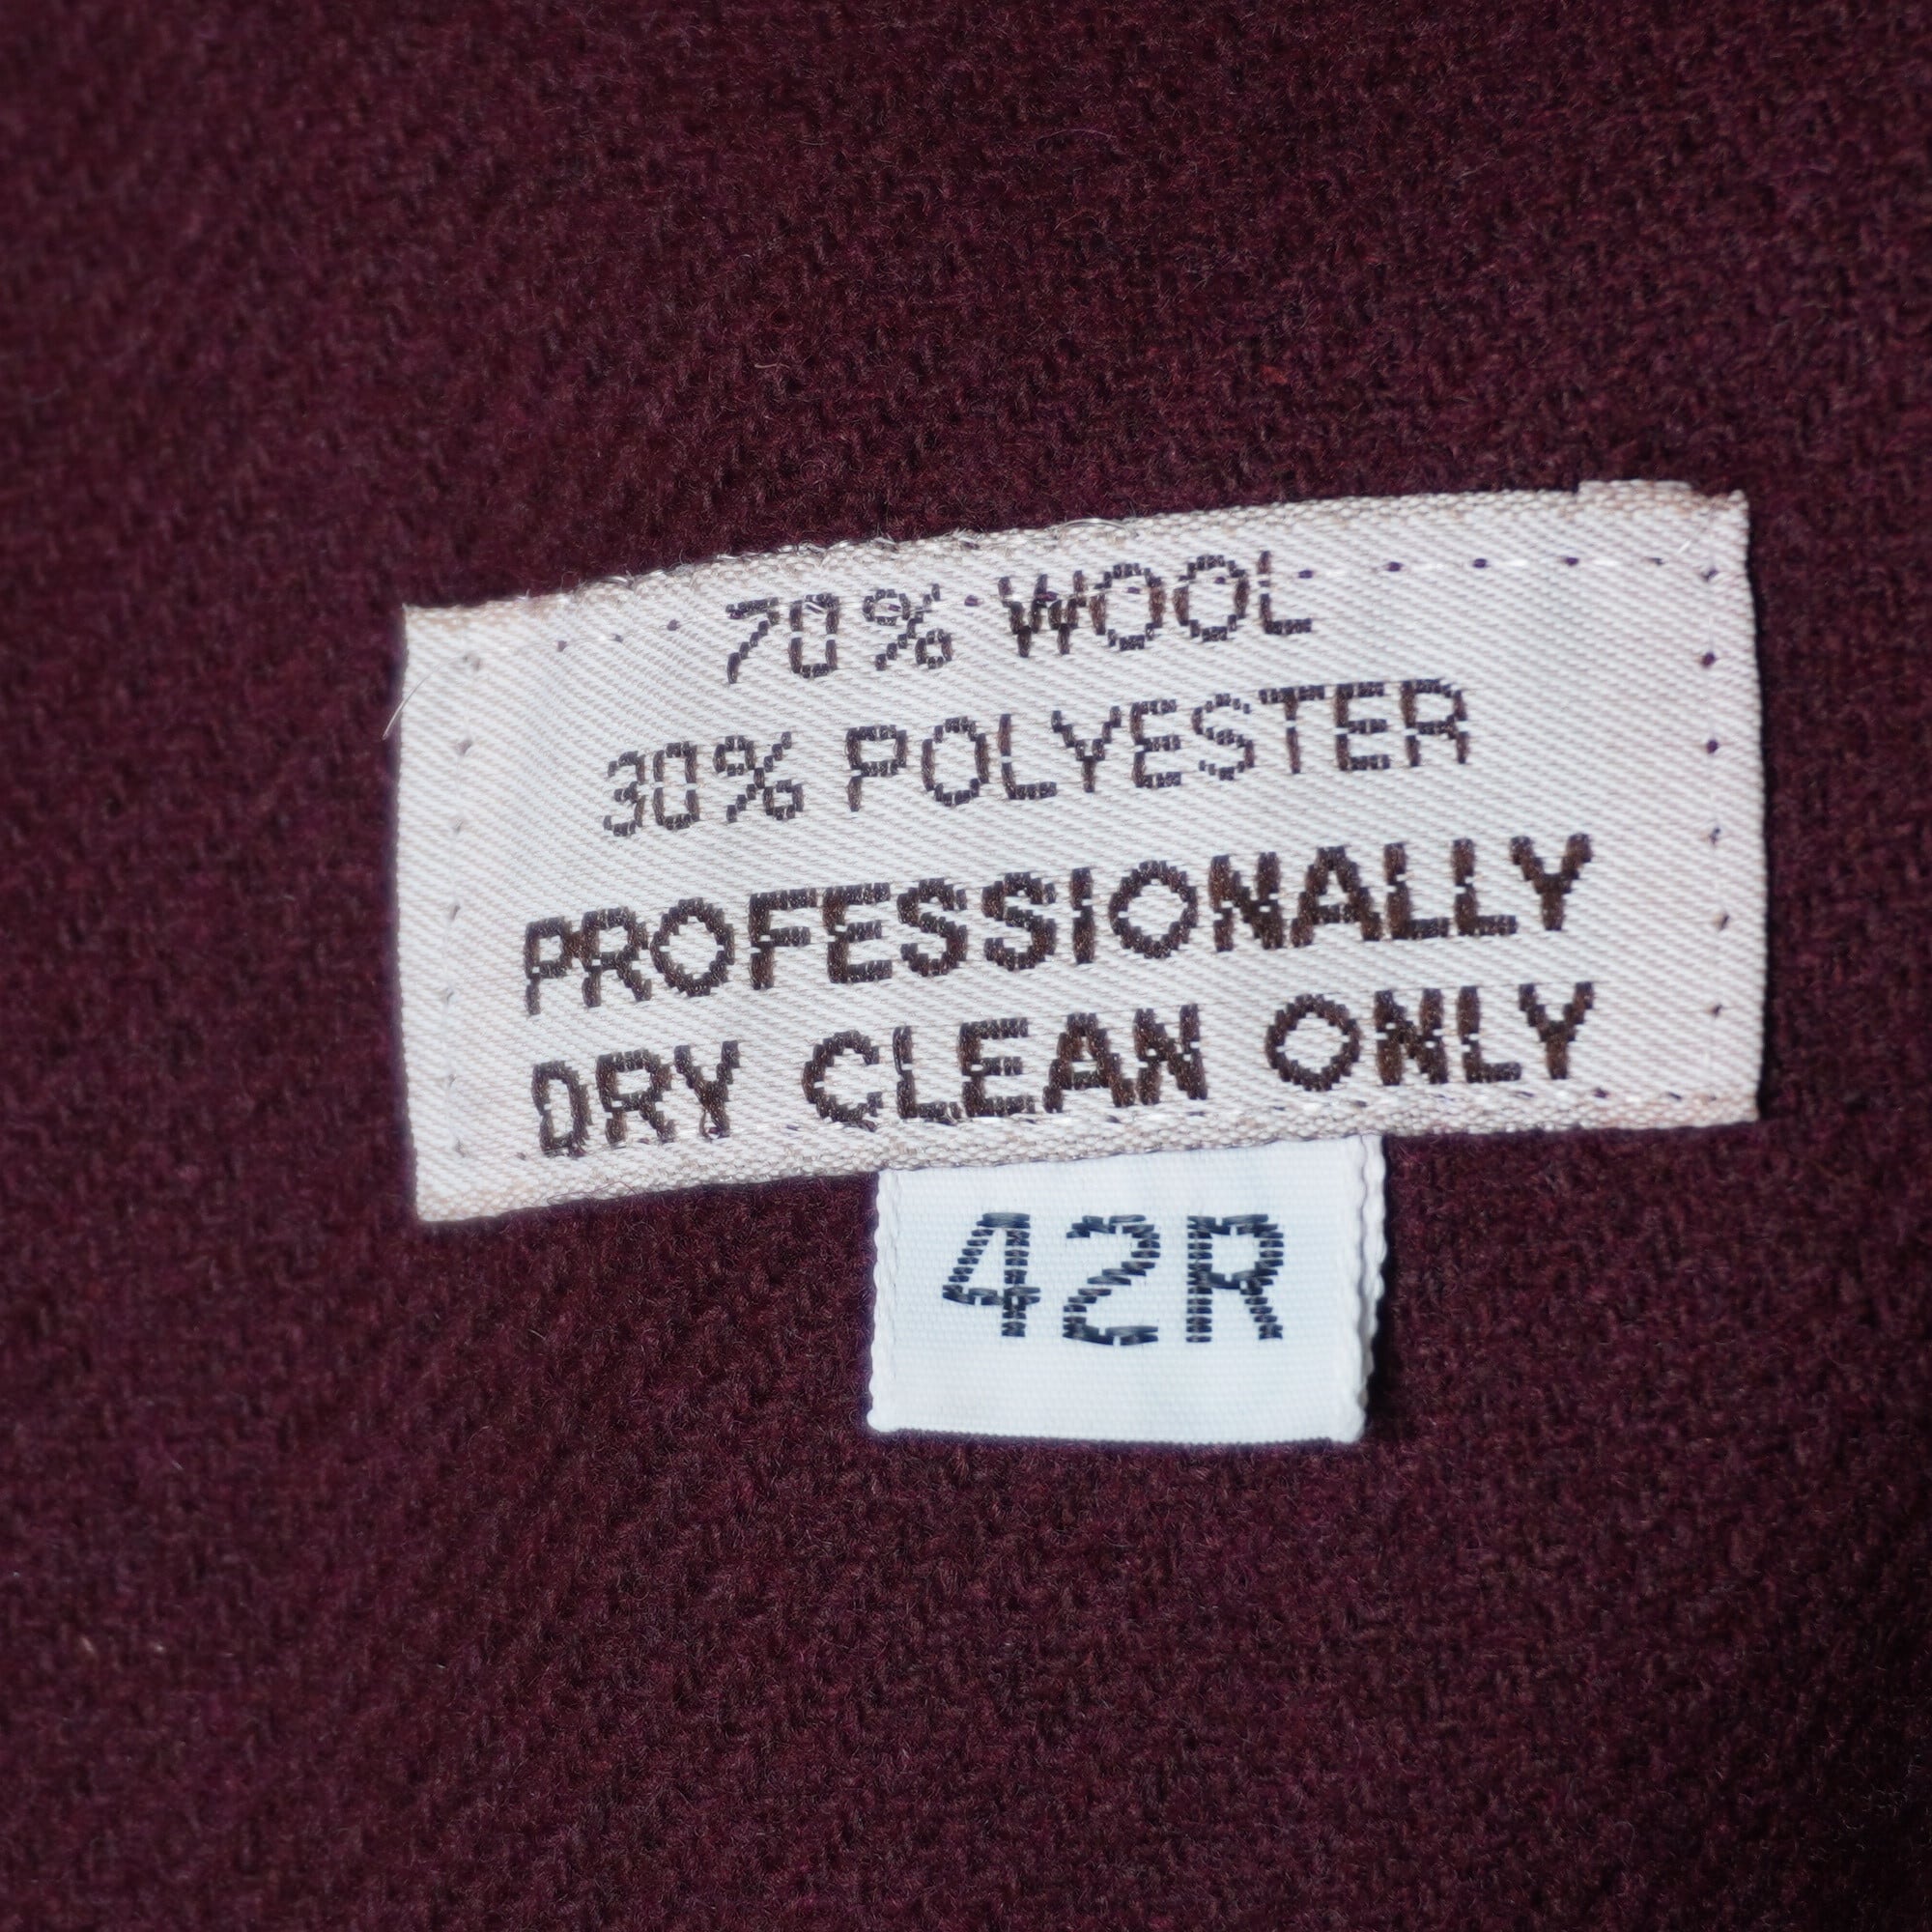 70% WOOL
30% POLYESTER
PROFESSIONALLY
DRY CLEAN ONLY
42R